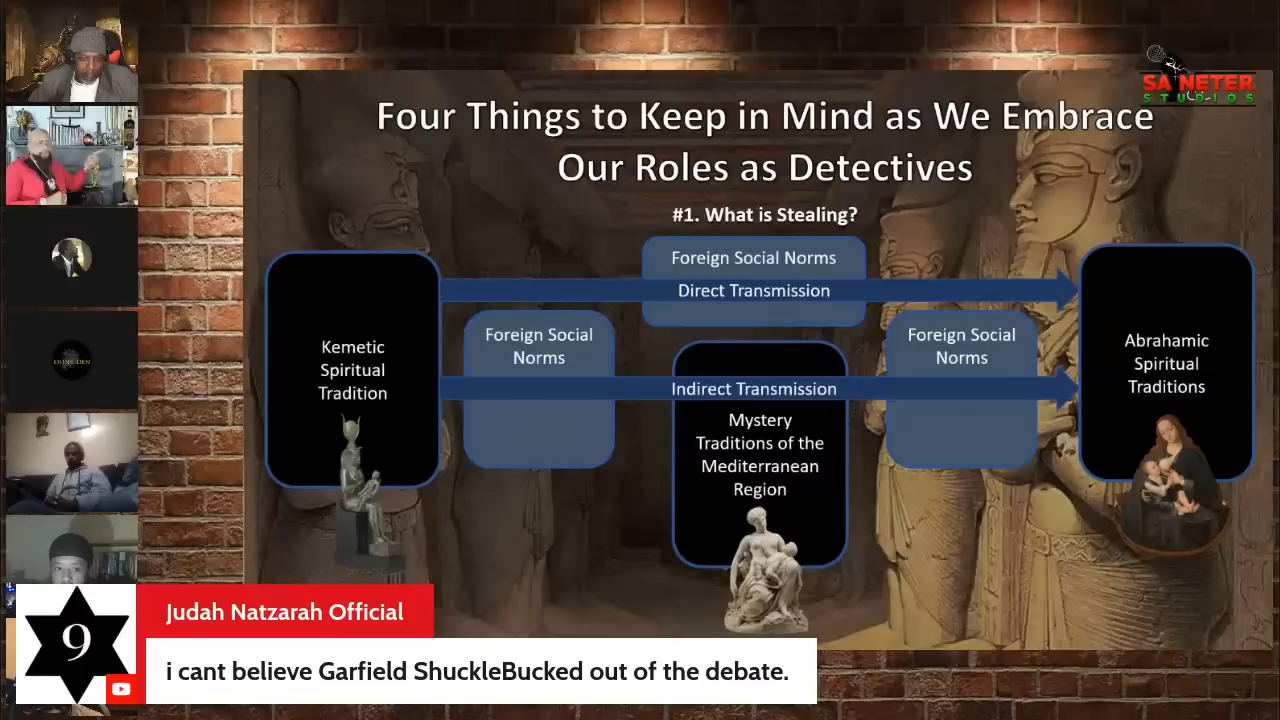 SA NETER
STUDIOS
Four Things to Keep in Mind as We Embrace
Our Roles as Detectives
#1. What is Stealing?
Foreign Social Norms
Direct Transmission
Kemetic
Spiritual
Tradition
Foreign Social
Norms
Indirect Transmission
Mystery
Traditions of the
Mediterranean
Region
Foreign Social
Norms
Abrahamic
Spiritual
Traditions
LIONS DEN
9
Judah Natzarah Official
i cant believe Garfield ShuckleBucked out of the debate.